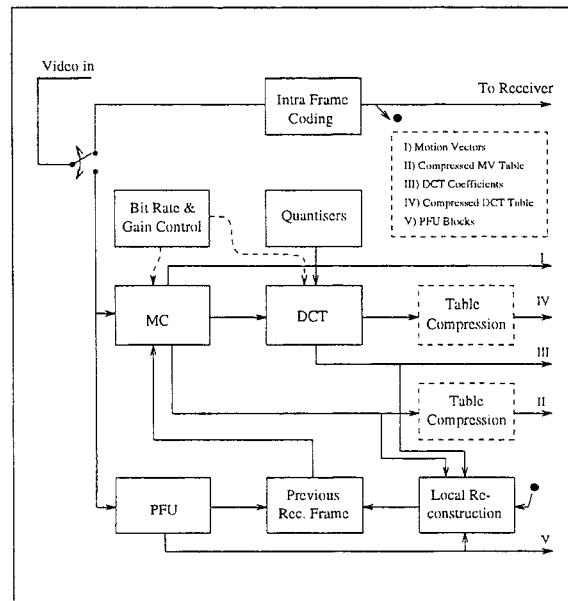 Video in
Intra Frame
Coding
To Receiver
I) Motion Vectors
II) Compressed MV Table
III) DCT Coefficients
IV) Compressed DCT Table
V) PFU Blocks
Bit Rate &
Gain Control
Quantisers
I
MC
DCT
Table
Compression
IV
III
Table
Compression
II
PFU
Previous
Rec. Frame
Local Re-
construction
V